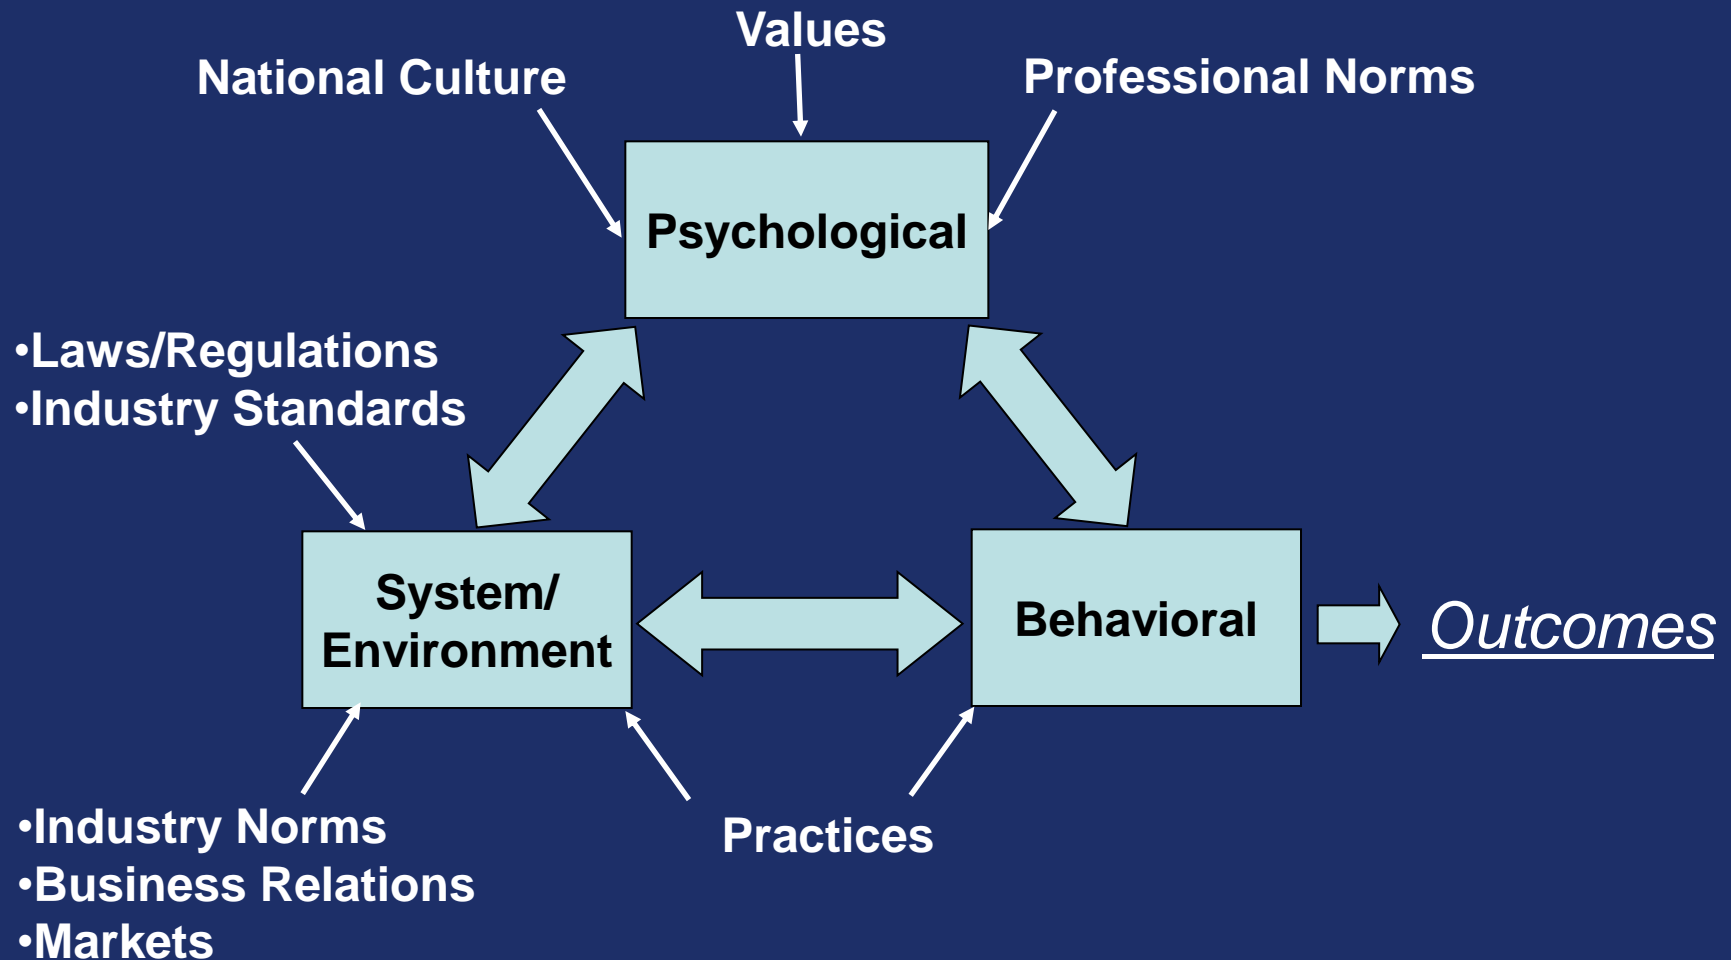 Values
National Culture
Professional Norms
Psychological
•Laws/Regulations
•Industry Standards
System/
Environment
Behavioral
Outcomes
•Industry Norms
•Business Relations
•Markets
Practices